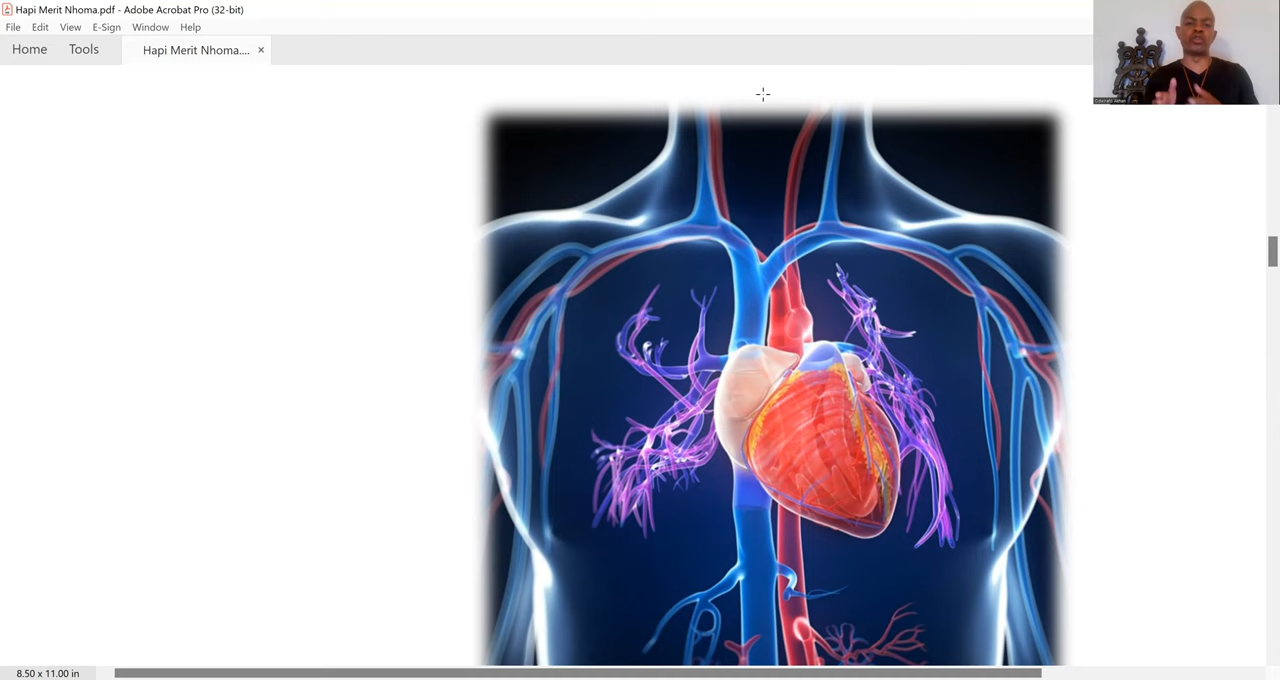 Hapi Merit Nhoma.pdf - Adobe Acrobat Pro (32-bit)
File Edit View E-Sign Window Help
Home Tools Hapi Merit Nhoma.... ×
8.50 x 11.00 in